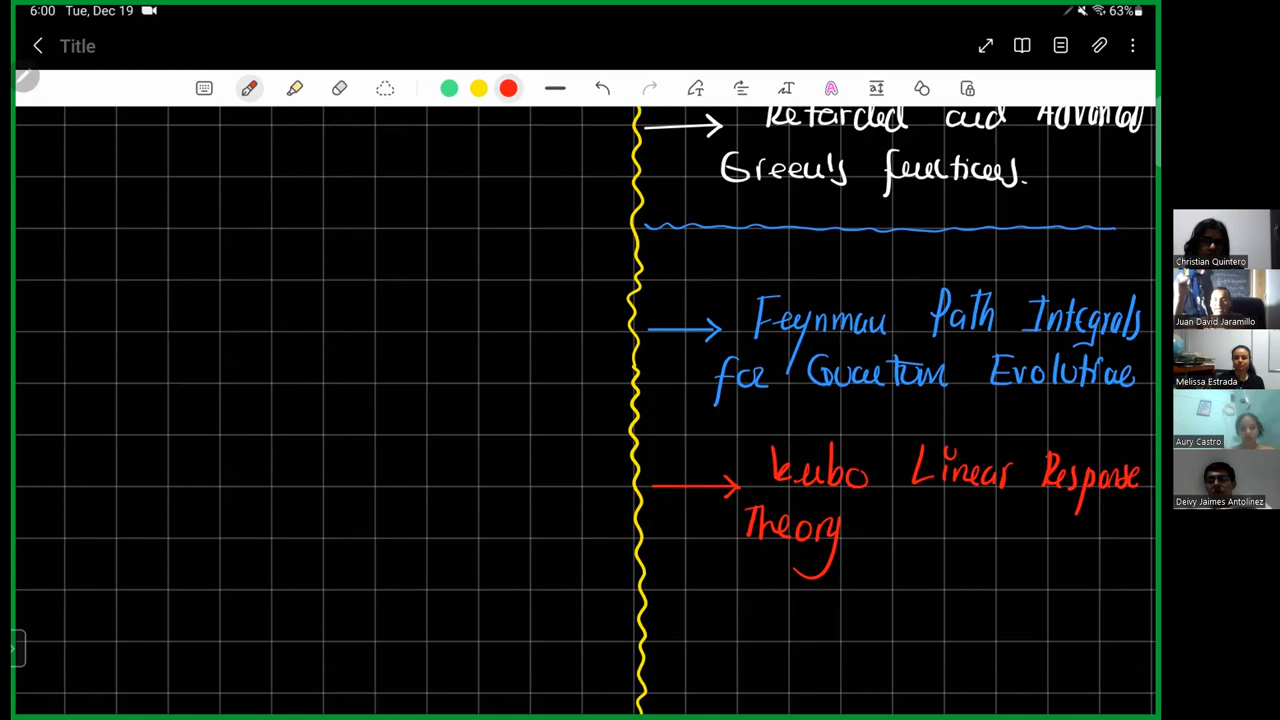 6:00 Tue, Dec 19
63%
Title
Retarded and Advanced
Green's functions.
Feynman Path Integrals
for Quantum Evolution
Kubo Linear Response
Theory
Christian Quintero
Juan David Jaramillo
Melissa Estrada
Aury Castro
Deivy Jaimes Antolinez